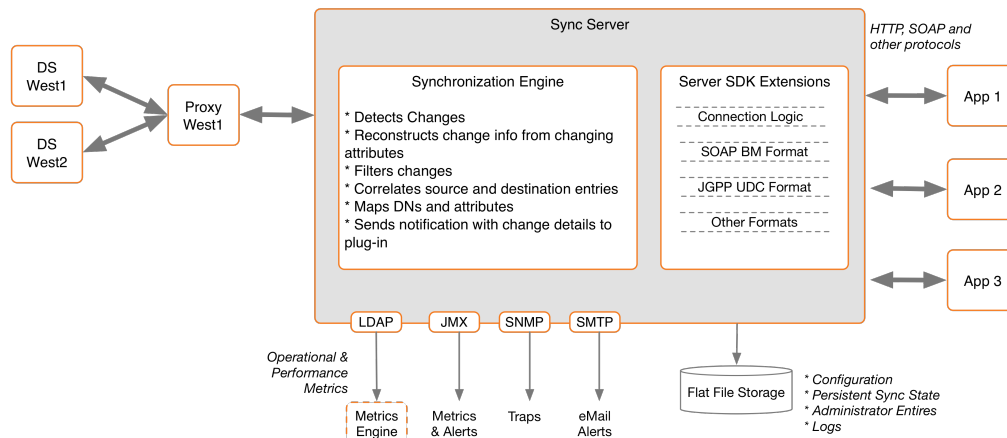 Sync Server
HTTP, SOAP and
other protocols
DS
West1
DS
West2
Proxy
West1
Synchronization Engine
* Detects Changes
* Reconstructs change info from changing
attributes
* Filters changes
* Correlates source and destination entries
* Maps DNs and attributes
* Sends notification with change details to
plug-in
Server SDK Extensions
Connection Logic
SOAP BM Format
JGPP UDC Format
Other Formats
App 1
App 2
App 3
LDAP
JMX
SNMP
SMTP
Operational &
Performance
Metrics
Metrics
Engine
Metrics
& Alerts
Traps
eMail
Alerts
Flat File Storage
* Configuration
* Persistent Sync State
* Administrator Entires
* Logs